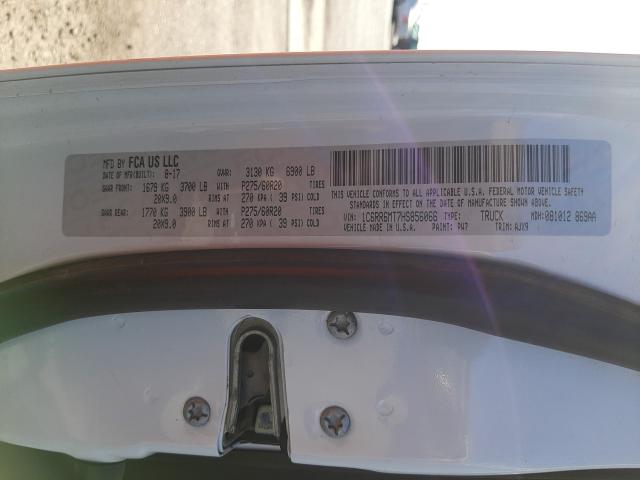 MFD BY FCA US LLC
DATE OF MFR(BUILT): 8-17 GVWR: 3130 KG 6900 LB
GAWR FRONT: 1679 KG 3700 LB WITH P275/60R20 TIRES
20X9.0 RIMS AT 270 KPA ( 39 PSI) COLD
GAWR REAR: 1770 KG 3900 LB WITH P275/60R20 TIRES
20X9.0 RIMS AT 270 KPA ( 39 PSI) COLD
THIS VEHICLE CONFORMS TO ALL APPLICABLE U.S.A. FEDERAL MOTOR VEHICLE SAFETY
STANDARDS IN EFFECT ON THE DATE OF MANUFACTURE SHOWN ABOVE.
VIN: 1C6RR6MT7HS856066 TYPE: TRUCK MDH: 081012 869AA
VEHICLE MADE IN U.S.A. PAINT: PW7 TRIM: AJX9